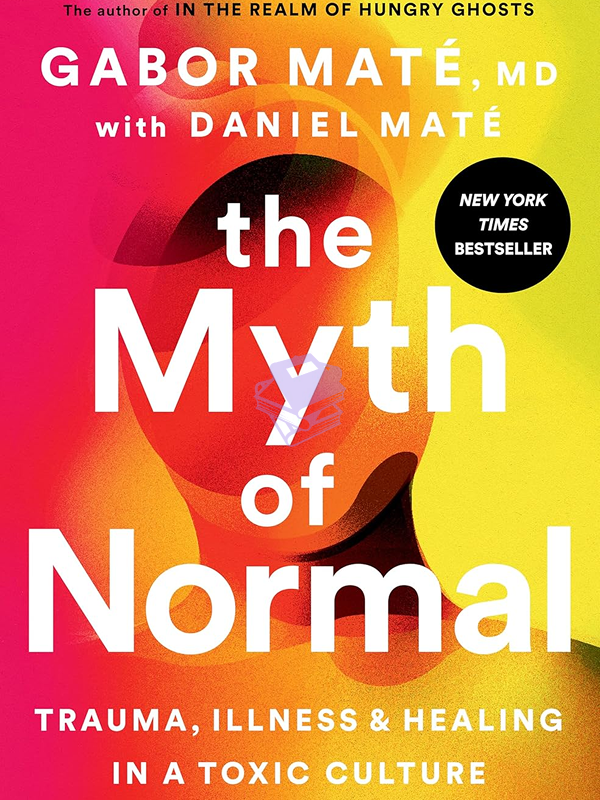 The author of IN THE REALM OF HUNGRY GHOSTS
GABOR MATÉ, MD
with DANIEL MATÉ
the
Myth
of
Normal
NEW YORK
TIMES
BESTSELLER
TRAUMA, ILLNESS & HEALING
IN A TOXIC CULTURE